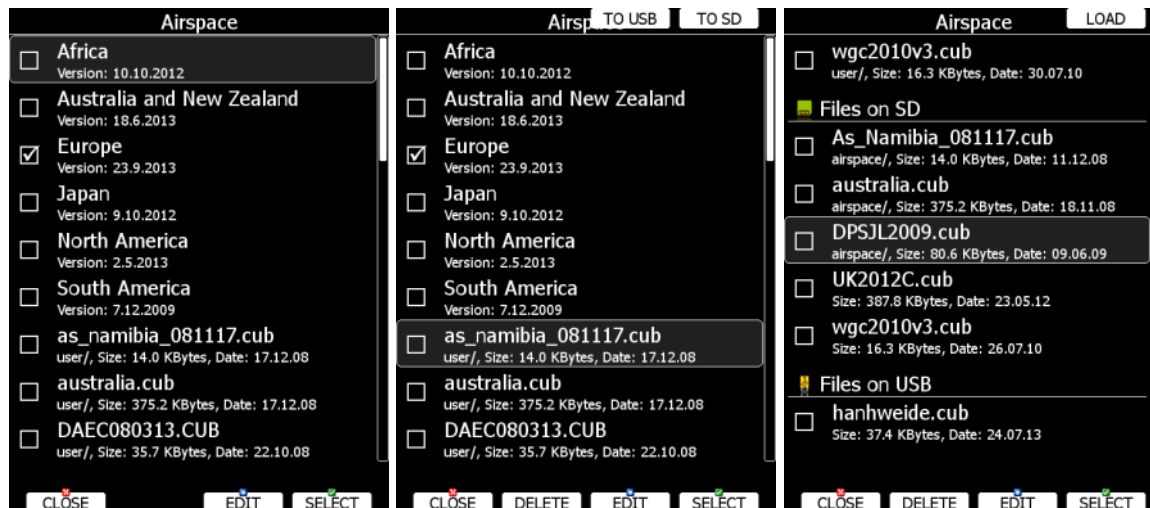 Airspace
Africa
Version: 10.10.2012
Australia and New Zealand
Version: 18.6.2013
Europe
Version: 23.9.2013
Japan
Version: 9.10.2012
North America
Version: 2.5.2013
South America
Version: 7.12.2009
as_namibia_081117.cub
user/, Size: 14.0 KBytes, Date: 17.12.08
australia.cub
user/, Size: 375.2 KBytes, Date: 17.12.08
DAEC080313.CUB
user/, Size: 35.7 KBytes, Date: 22.10.08
CLOSE EDIT SELECT
Airsp TO USB TO SD
Africa
Version: 10.10.2012
Australia and New Zealand
Version: 18.6.2013
Europe
Version: 23.9.2013
Japan
Version: 9.10.2012
North America
Version: 2.5.2013
South America
Version: 7.12.2009
as_namibia_081117.cub
user/, Size: 14.0 KBytes, Date: 17.12.08
australia.cub
user/, Size: 375.2 KBytes, Date: 17.12.08
DAEC080313.CUB
user/, Size: 35.7 KBytes, Date: 22.10.08
CLOSE DELETE EDIT SELECT
Airspace LOAD
wgc2010v3.cub
user/, Size: 16.3 KBytes, Date: 30.07.10
Files on SD
As_Namibia_081117.cub
airspace/, Size: 14.0 KBytes, Date: 11.12.08
australia.cub
airspace/, Size: 375.2 KBytes, Date: 18.11.08
DPSJL2009.cub
airspace/, Size: 80.6 KBytes, Date: 09.06.09
UK2012C.cub
Size: 387.8 KBytes, Date: 23.05.12
wgc2010v3.cub
Size: 16.3 KBytes, Date: 26.07.10
Files on USB
hanhweide.cub
Size: 37.4 KBytes, Date: 24.07.13
CLOSE DELETE EDIT SELECT